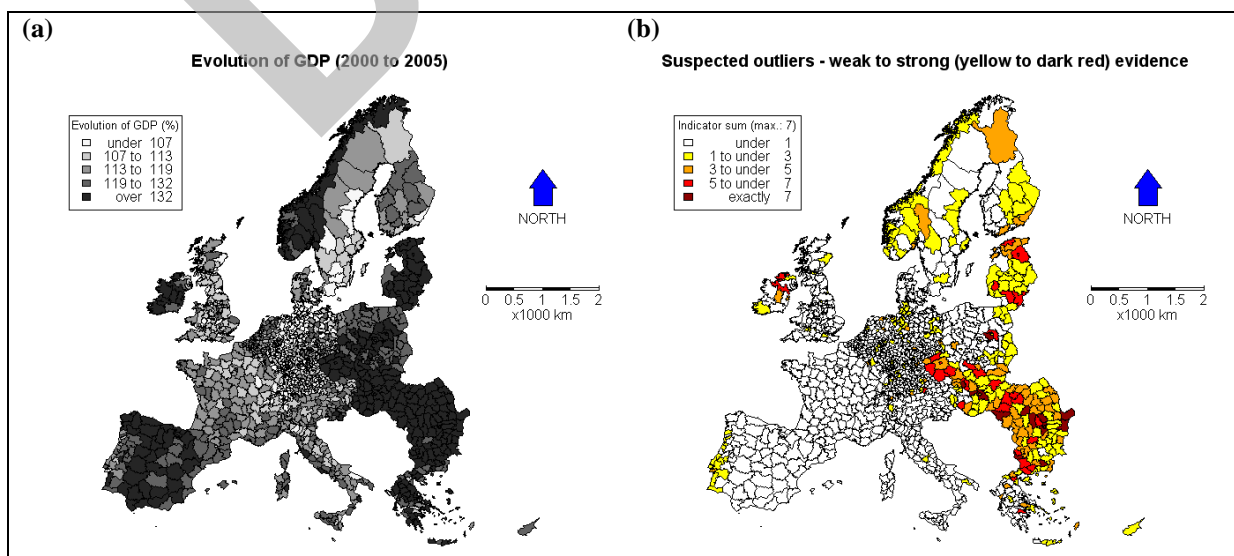 (a)
Evolution of GDP (2000 to 2005)
Evolution of GDP (%)
under 107
107 to 113
113 to 119
119 to 132
over 132
NORTH
0 0.5 1 1.5 2
x1000 km
(b)
Suspected outliers - weak to strong (yellow to dark red) evidence
Indicator sum (max.: 7)
under 1
1 to under 3
3 to under 5
5 to under 7
exactly 7
NORTH
0 0.5 1 1.5 2
x1000 km